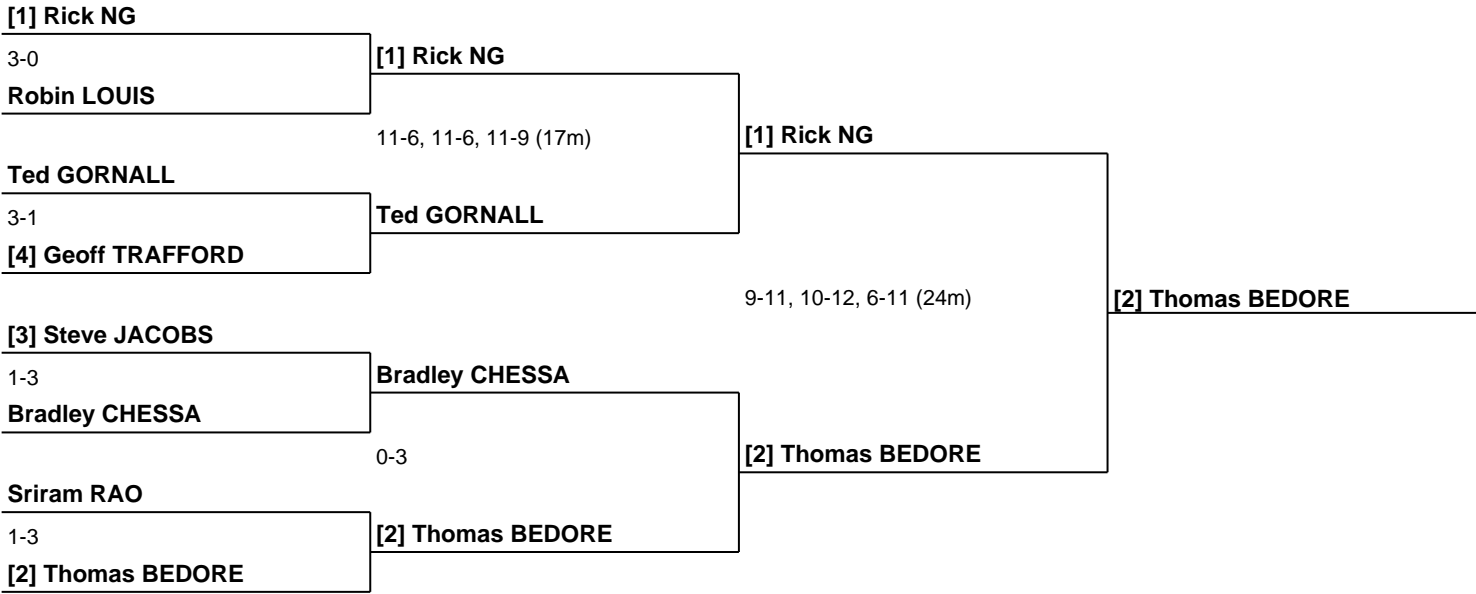 [1] Rick NG
3-0
Robin LOUIS
Ted GORNALL
3-1
[4] Geoff TRAFFORD
[3] Steve JACOBS
1-3
Bradley CHESSA
Sriram RAO
1-3
[2] Thomas BEDORE
[1] Rick NG
11-6, 11-6, 11-9 (17m)
Ted GORNALL
Bradley CHESSA
0-3
[2] Thomas BEDORE
[1] Rick NG
9-11, 10-12, 6-11 (24m)
[2] Thomas BEDORE
[2] Thomas BEDORE